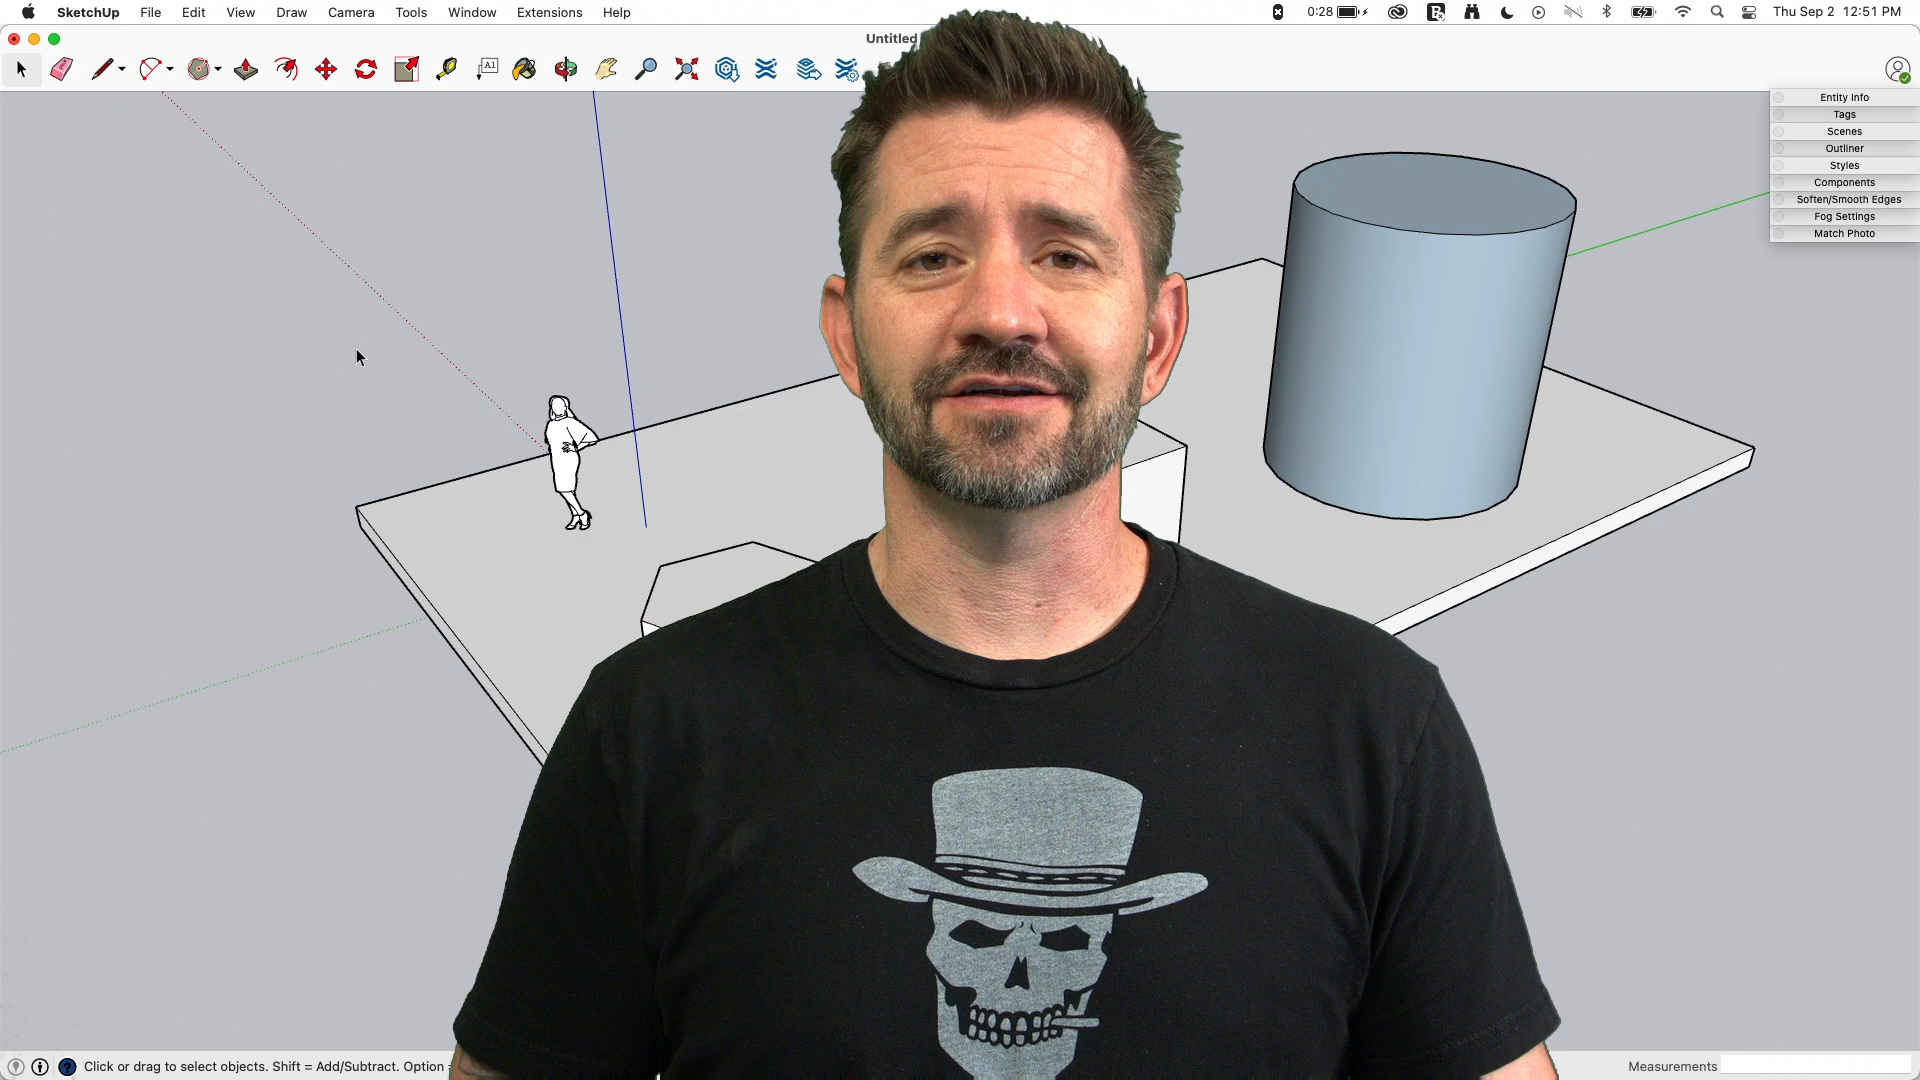 SketchUp File Edit View Draw Camera Tools Window Extensions Help 0:28 Thu Sep 2 12:51 PM
Untitled
A1
Entity Info
Tags
Scenes
Outliner
Styles
Components
Soften/Smooth Edges
Fog Settings
Match Photo
Click or drag to select objects. Shift = Add/Subtract. Option = Measurements